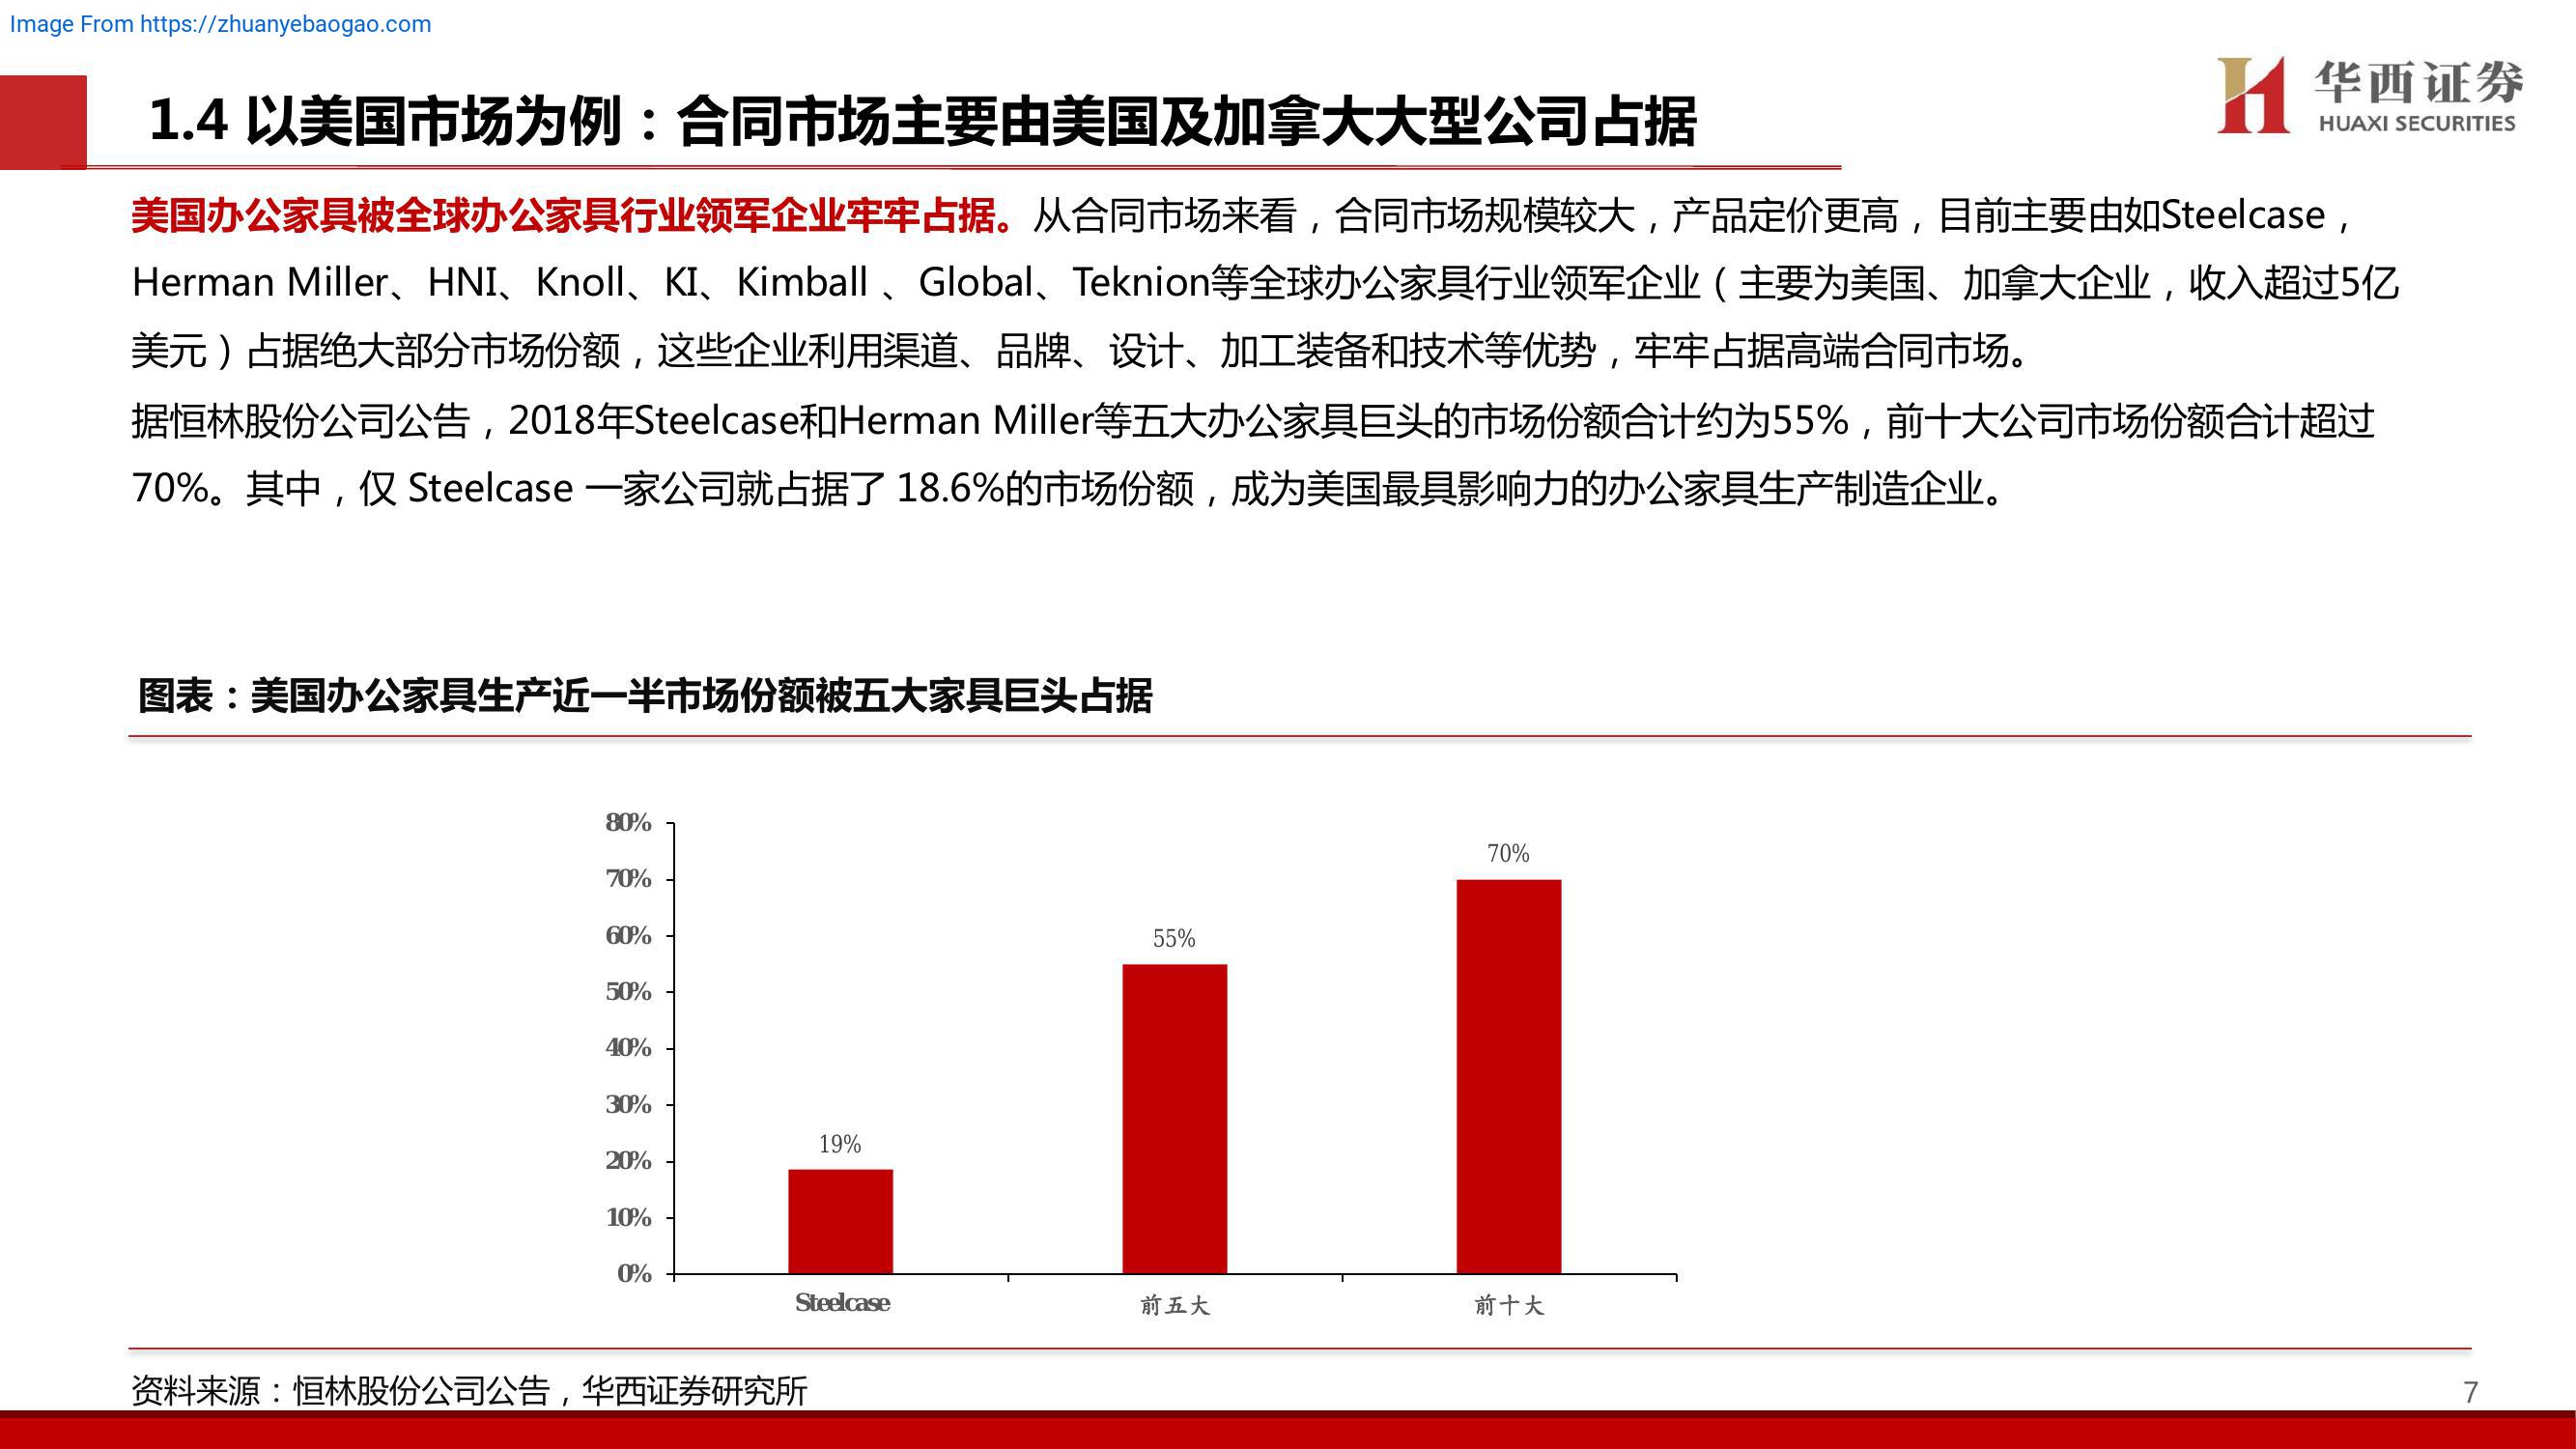 Image From https://zhuanyebaogao.com
华西证券
HUAXI SECURITIES
1.4 以美国市场为例：合同市场主要由美国及加拿大大型公司占据
美国办公家具被全球办公家具行业领军企业牢牢占据。从合同市场来看，合同市场规模较大，产品定价更高，目前主要由如Steelcase，
Herman Miller、HNI、Knoll、KI、Kimball 、Global、Teknion等全球办公家具行业领军企业（主要为美国、加拿大企业，收入超过5亿
美元）占据绝大部分市场份额，这些企业利用渠道、品牌、设计、加工装备和技术等优势，牢牢占据高端合同市场。
据恒林股份公司公告，2018年Steelcase和Herman Miller等五大办公家具巨头的市场份额合计约为55%，前十大公司市场份额合计超过
70%。其中，仅 Steelcase 一家公司就占据了 18.6%的市场份额，成为美国最具影响力的办公家具生产制造企业。
图表：美国办公家具生产近一半市场份额被五大家具巨头占据
80%
70%
60%
50%
40%
30%
20%
10%
0%
19%
55%
70%
Steelcase
前五大
前十大
资料来源：恒林股份公司公告，华西证券研究所
7